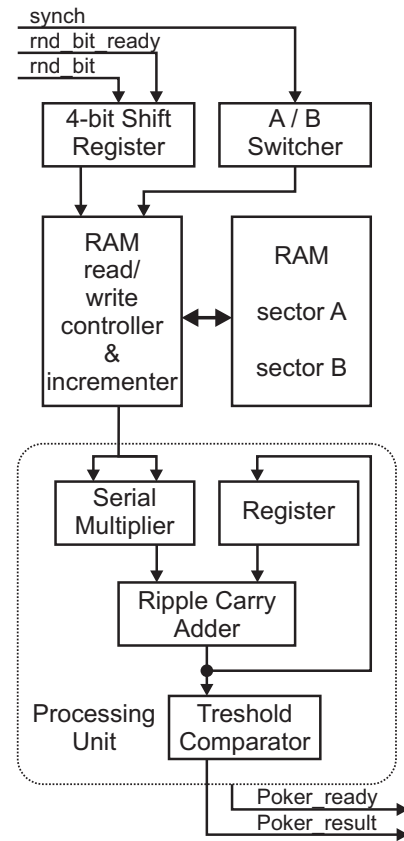 synch
rnd_bit_ready
rnd_bit
4-bit Shift
Register
A / B
Switcher
RAM
read/
write
controller
&
incrementer
RAM
sector A
sector B
Serial
Multiplier
Register
Ripple Carry
Adder
Processing
Unit
Treshold
Comparator
Poker_ready
Poker_result